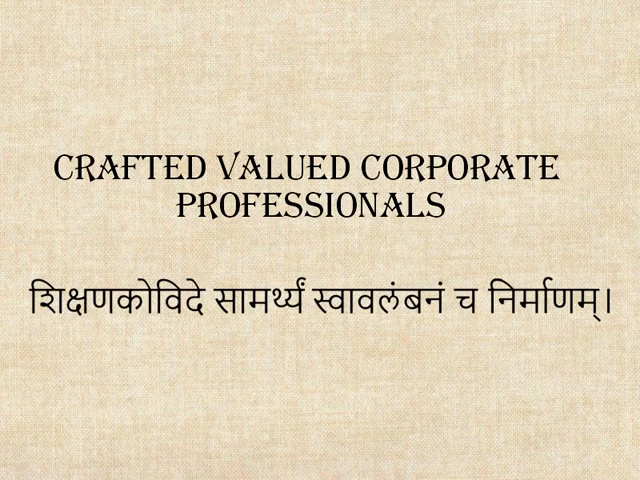 CRAFTED VALUED CORPORATE
PROFESSIONALS
शिक्षणकोविदे सामर्थ्यं स्वावलंबनं च निर्माणम्।